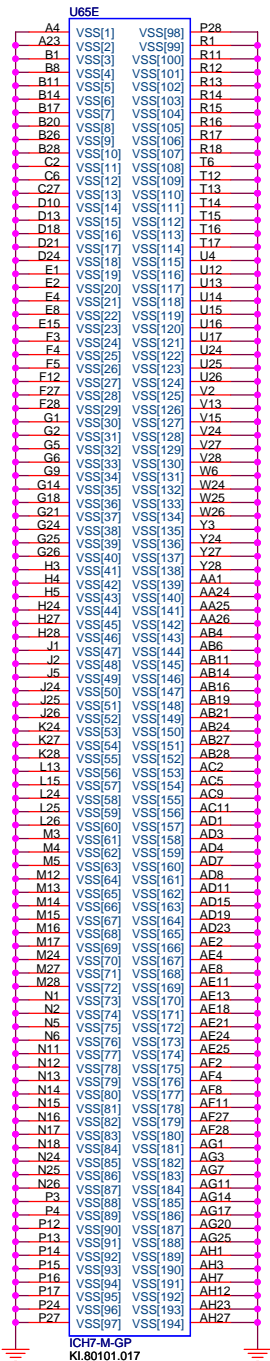 U65E
A4 VSS[1] VSS[98] P28
A23 VSS[2] VSS[99] R1
B1 VSS[3] VSS[100] R11
B8 VSS[4] VSS[101] R12
B11 VSS[5] VSS[102] R13
B14 VSS[6] VSS[103] R14
B17 VSS[7] VSS[104] R15
B20 VSS[8] VSS[105] R16
B26 VSS[9] VSS[106] R17
B28 VSS[10] VSS[107] R18
C2 VSS[11] VSS[108] T6
C6 VSS[12] VSS[109] T12
C27 VSS[13] VSS[110] T13
D10 VSS[14] VSS[111] T14
D13 VSS[15] VSS[112] T15
D18 VSS[16] VSS[113] T16
D21 VSS[17] VSS[114] T17
D24 VSS[18] VSS[115] U4
E1 VSS[19] VSS[116] U12
E2 VSS[20] VSS[117] U13
E4 VSS[21] VSS[118] U14
E8 VSS[22] VSS[119] U15
E15 VSS[23] VSS[120] U16
F3 VSS[24] VSS[121] U17
F4 VSS[25] VSS[122] U24
F5 VSS[26] VSS[123] U25
F12 VSS[27] VSS[124] U26
F27 VSS[28] VSS[125] V2
F28 VSS[29] VSS[126] V13
G1 VSS[30] VSS[127] V15
G2 VSS[31] VSS[128] V24
G5 VSS[32] VSS[129] V27
G6 VSS[33] VSS[130] V28
G9 VSS[34] VSS[131] W6
G14 VSS[35] VSS[132] W24
G18 VSS[36] VSS[133] W25
G21 VSS[37] VSS[134] W26
G24 VSS[38] VSS[135] Y3
G25 VSS[39] VSS[136] Y24
G26 VSS[40] VSS[137] Y27
H3 VSS[41] VSS[138] Y28
H4 VSS[42] VSS[139] AA1
H5 VSS[43] VSS[140] AA24
H24 VSS[44] VSS[141] AA25
H27 VSS[45] VSS[142] AA26
H28 VSS[46] VSS[143] AB4
J1 VSS[47] VSS[144] AB6
J2 VSS[48] VSS[145] AB11
J5 VSS[49] VSS[146] AB14
J24 VSS[50] VSS[147] AB16
J25 VSS[51] VSS[148] AB19
J26 VSS[52] VSS[149] AB21
K24 VSS[53] VSS[150] AB24
K27 VSS[54] VSS[151] AB27
K28 VSS[55] VSS[152] AB28
L13 VSS[56] VSS[153] AC2
L15 VSS[57] VSS[154] AC5
L24 VSS[58] VSS[155] AC9
L25 VSS[59] VSS[156] AC11
L26 VSS[60] VSS[157] AD1
M3 VSS[61] VSS[158] AD3
M4 VSS[62] VSS[159] AD4
M5 VSS[63] VSS[160] AD7
M12 VSS[64] VSS[161] AD8
M13 VSS[65] VSS[162] AD11
M14 VSS[66] VSS[163] AD15
M15 VSS[67] VSS[164] AD19
M16 VSS[68] VSS[165] AD23
M17 VSS[69] VSS[166] AE2
M24 VSS[70] VSS[167] AE4
M27 VSS[71] VSS[168] AE8
M28 VSS[72] VSS[169] AE11
N1 VSS[73] VSS[170] AE13
N2 VSS[74] VSS[171] AE18
N5 VSS[75] VSS[172] AE21
N6 VSS[76] VSS[173] AE24
N11 VSS[77] VSS[174] AE25
N12 VSS[78] VSS[175] AF2
N13 VSS[79] VSS[176] AF4
N14 VSS[80] VSS[177] AF8
N15 VSS[81] VSS[178] AF11
N16 VSS[82] VSS[179] AF27
N17 VSS[83] VSS[180] AF28
N18 VSS[84] VSS[181] AG1
N24 VSS[85] VSS[182] AG3
N25 VSS[86] VSS[183] AG7
N26 VSS[87] VSS[184] AG11
P3 VSS[88] VSS[185] AG14
P4 VSS[89] VSS[186] AG17
P12 VSS[90] VSS[187] AG20
P13 VSS[91] VSS[188] AG25
P14 VSS[92] VSS[189] AH1
P15 VSS[93] VSS[190] AH3
P16 VSS[94] VSS[191] AH7
P17 VSS[95] VSS[192] AH12
P24 VSS[96] VSS[193] AH23
P27 VSS[97] VSS[194] AH27
ICH7-M-GP
KI.80101.017